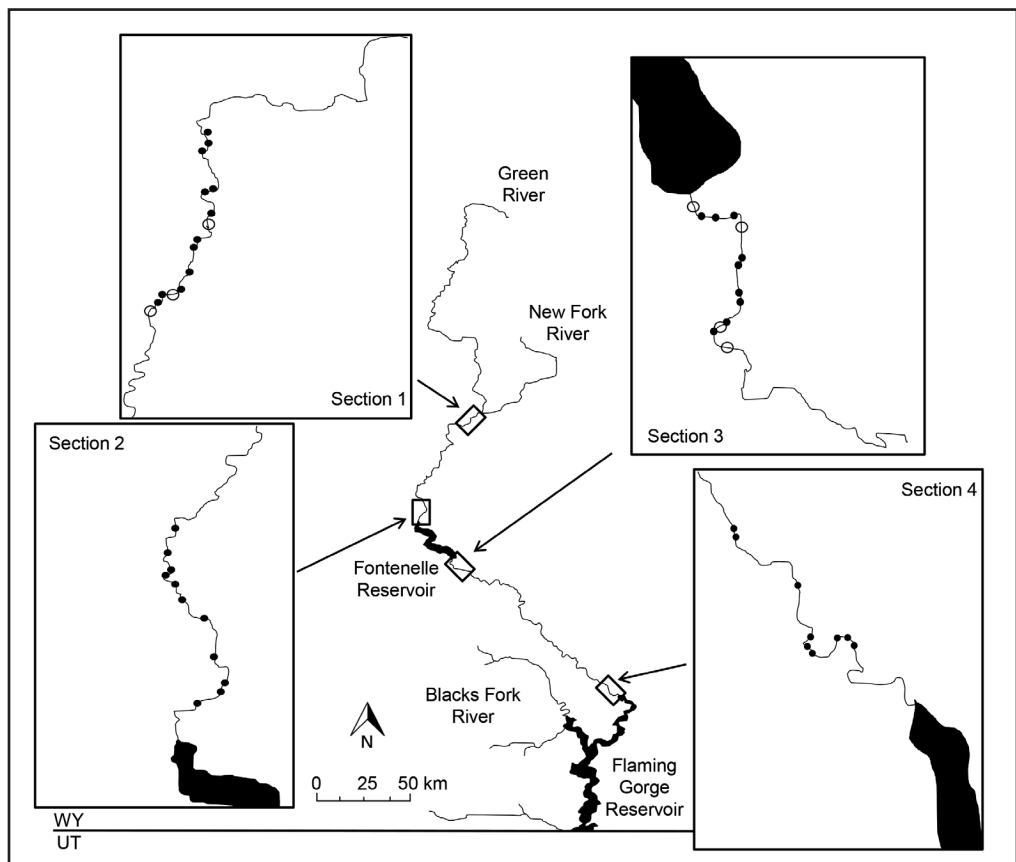 Green
River
New Fork
River
Section 1
Section 2
Section 3
Section 4
Fontenelle
Reservoir
Blacks Fork
River
N
0 25 50 km
Flaming
Gorge
Reservoir
WY
UT